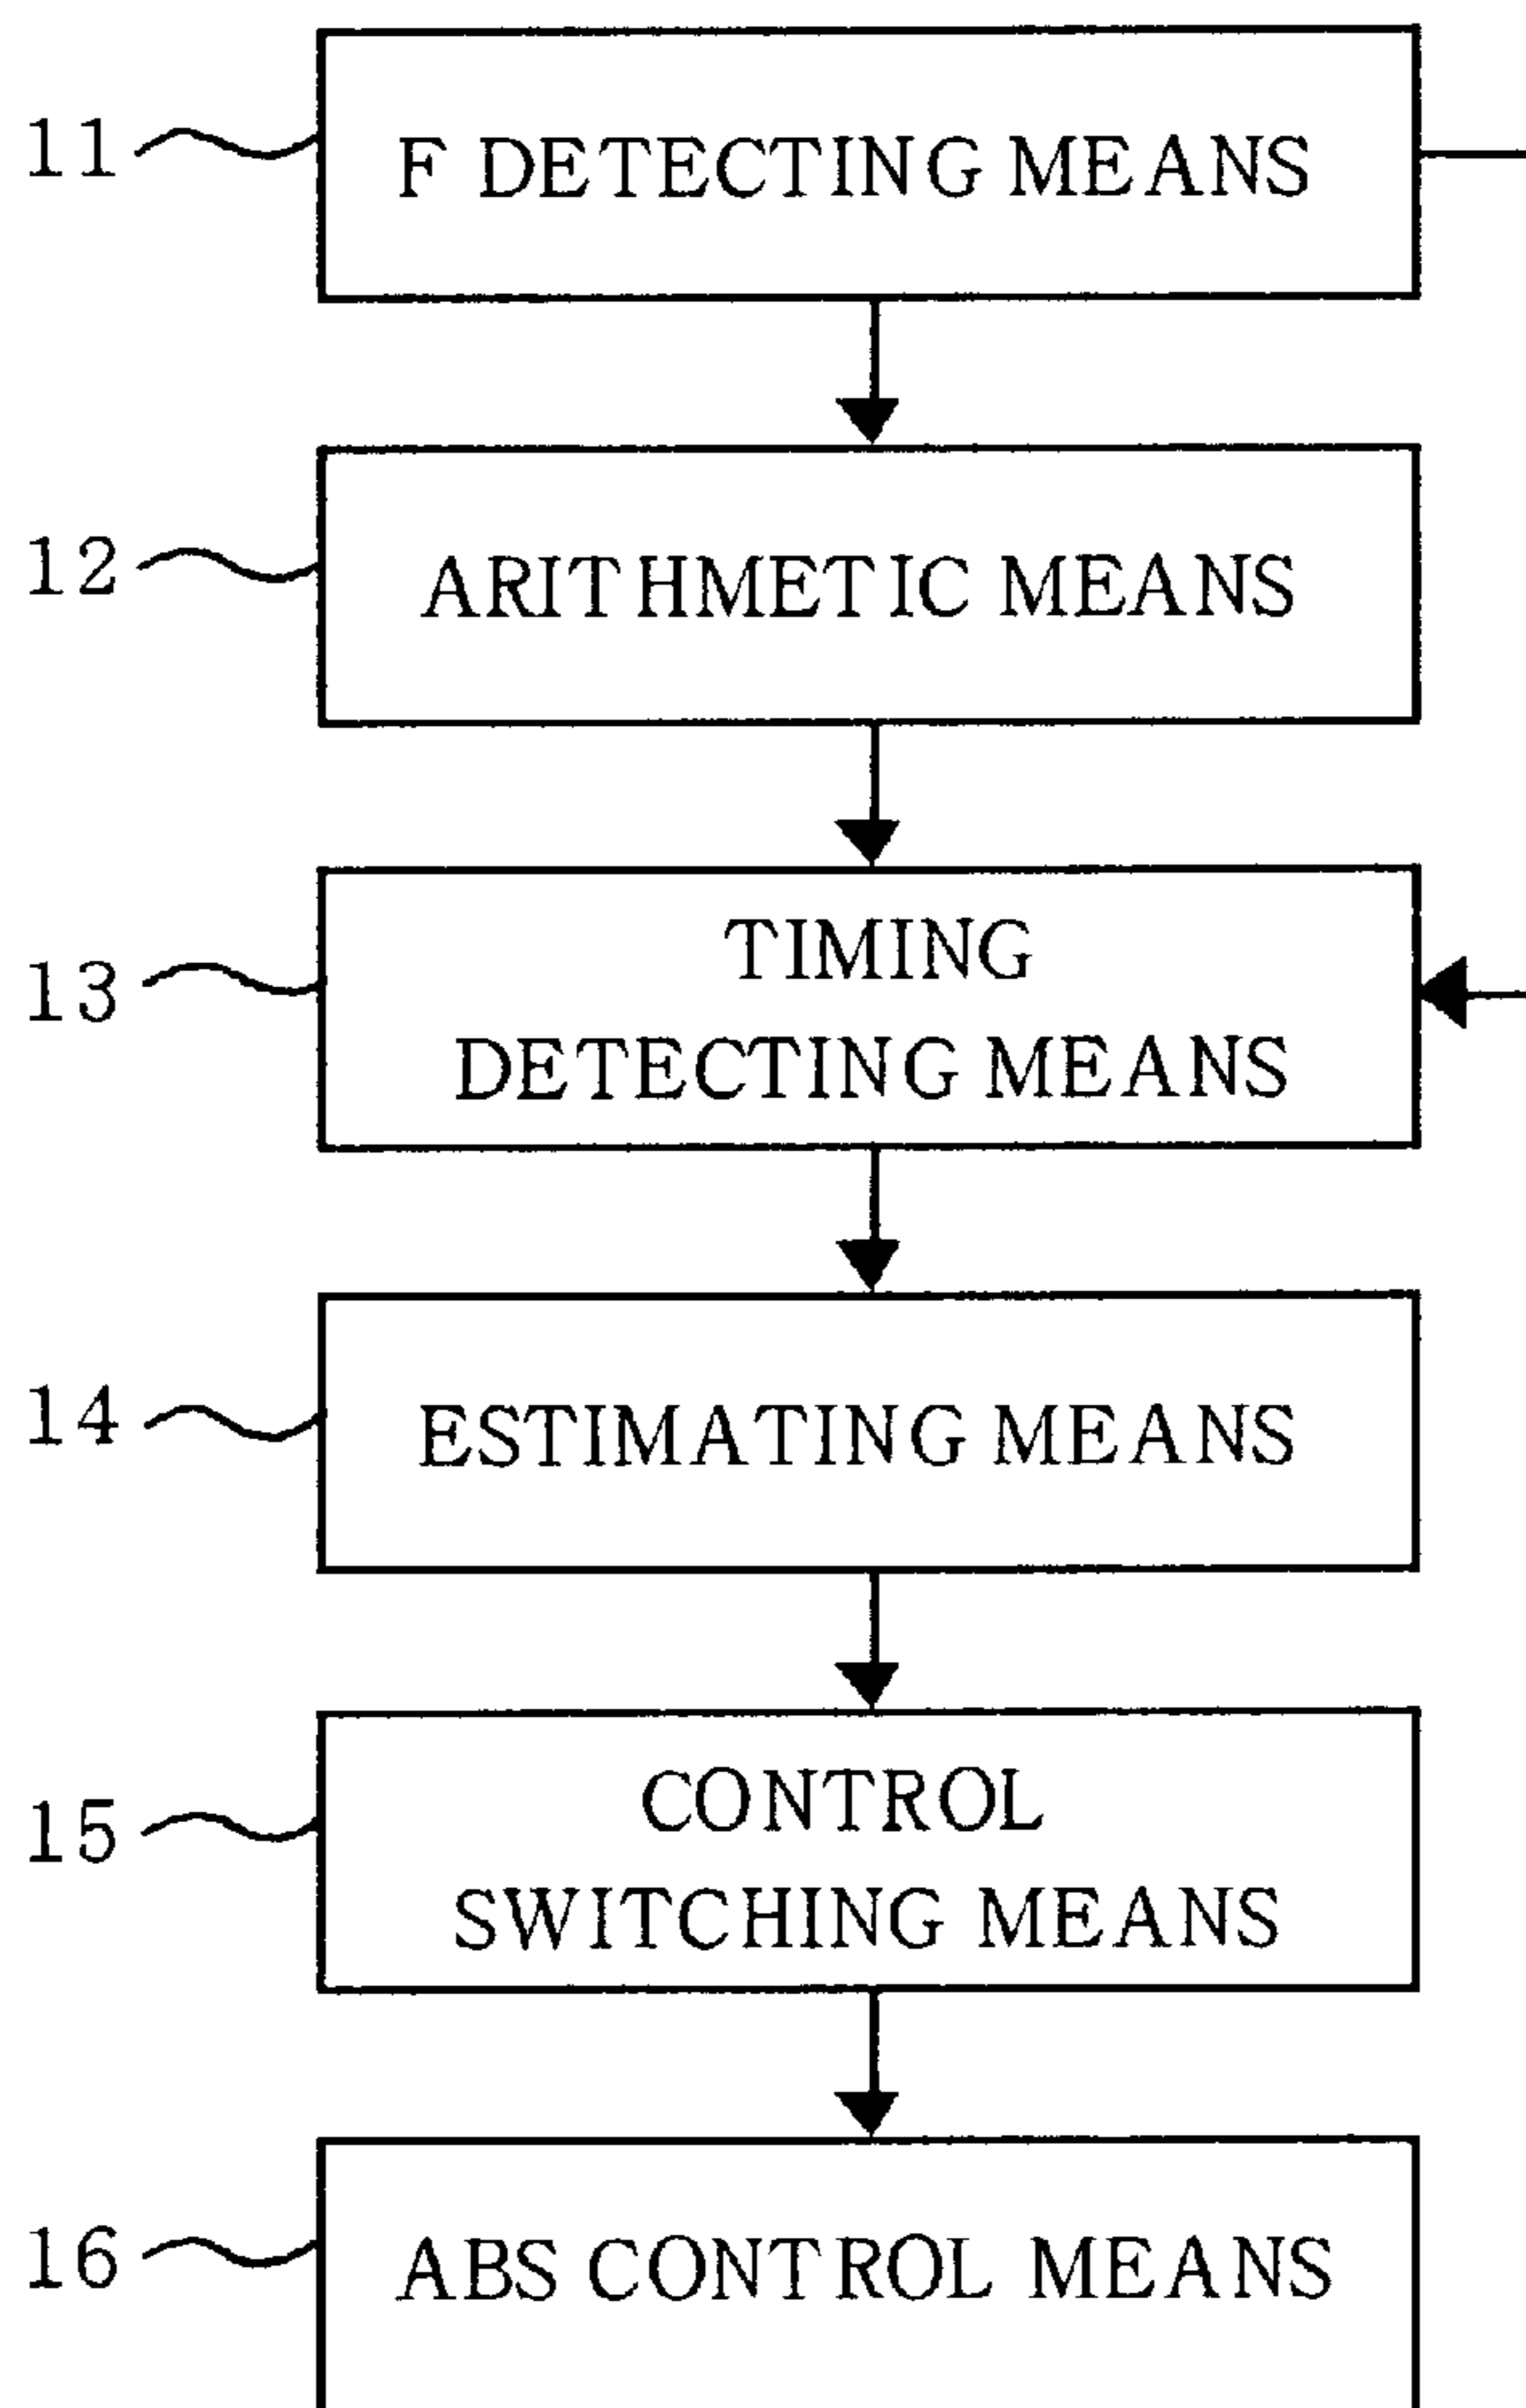 11
F DETECTING MEANS
12
ARITHMETIC MEANS
13
TIMING
DETECTING MEANS
14
ESTIMATING MEANS
15
CONTROL
SWITCHING MEANS
16
ABS CONTROL MEANS